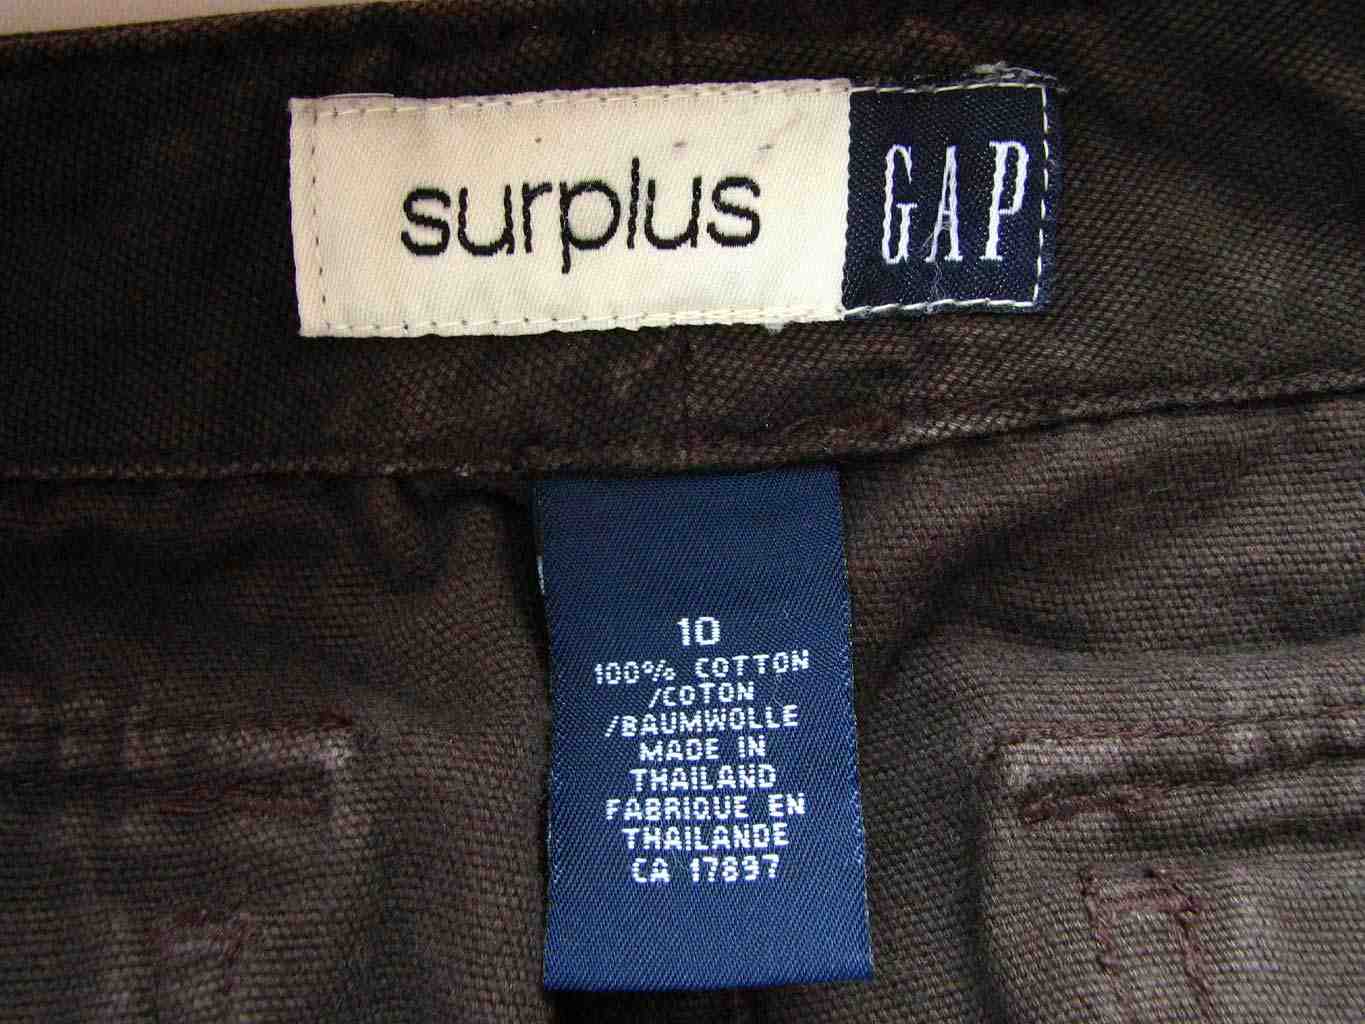 surplus GAP
10
100% COTTON
/COTON
/BAUMWOLLE
MADE IN
THAILAND
FABRIQUE EN
THAILANDE
CA 17897